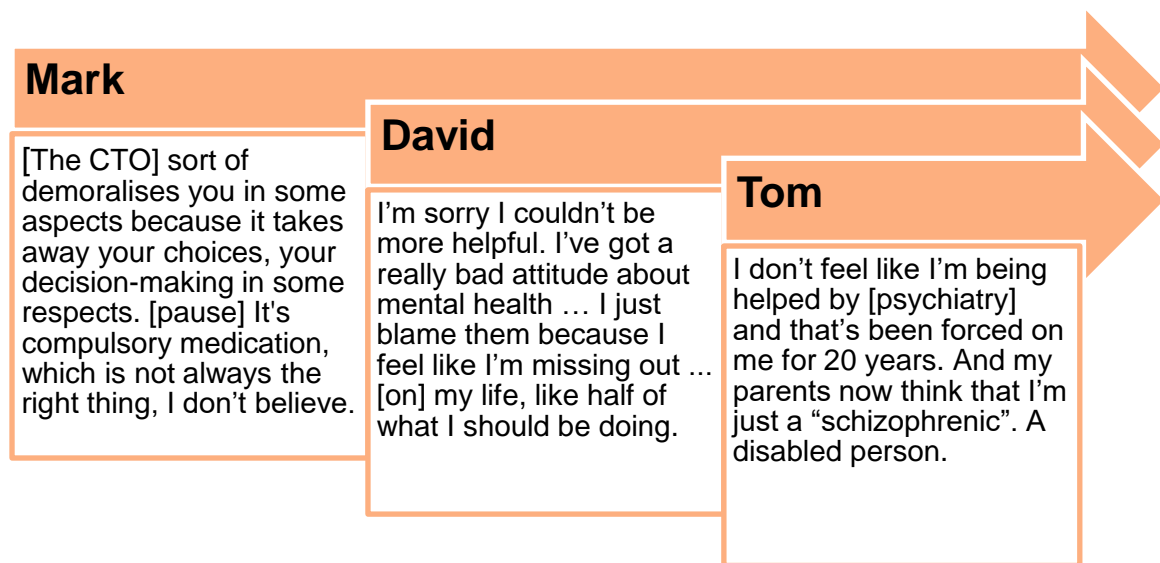 Mark
[The CTO] sort of
demoralises you in some
aspects because it takes
away your choices, your
decision-making in some
respects. [pause] It's
compulsory medication,
which is not always the
right thing, I don’t believe.
David
I’m sorry I couldn’t be
more helpful. I’ve got a
really bad attitude about
mental health … I just
blame them because I
feel like I’m missing out ...
[on] my life, like half of
what I should be doing.
Tom
I don’t feel like I’m being
helped by [psychiatry]
and that’s been forced on
me for 20 years. And my
parents now think that I’m
just a “schizophrenic”. A
disabled person.